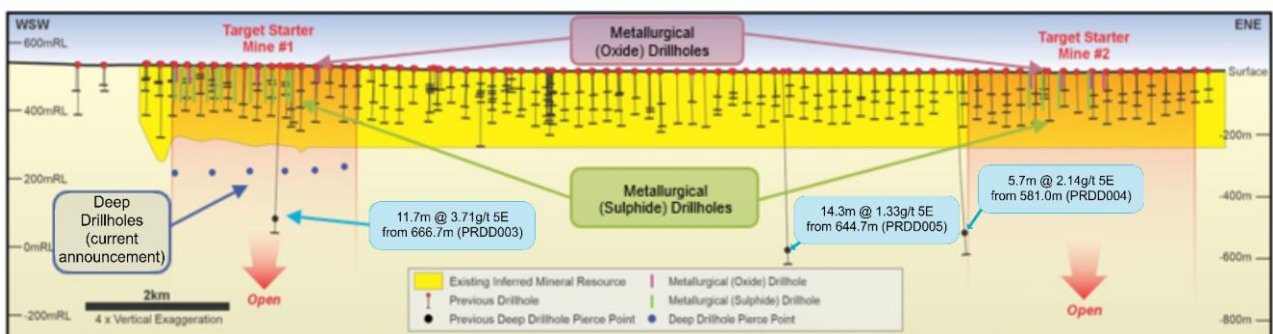 WSW
ENE
Target Starter
Mine #1
Metallurgical
(Oxide) Drillholes
Target Starter
Mine #2
600mRL
Surface
400mRL
-200m
200mRL
-400m
0mRL
-600m
-200mRL
-800m
Deep
Drillholes
(current
announcement)
11.7m @ 3.71g/t 5E
from 666.7m (PRDD003)
Metallurgical
(Sulphide) Drillholes
14.3m @ 1.33g/t 5E
from 644.7m (PRDD005)
5.7m @ 2.14g/t 5E
from 581.0m (PRDD004)
Open
Open
2km
4 x Vertical Exaggeration
Existing Inferred Mineral Resource
Metallurgical (Oxide) Drillhole
Previous Drillhole
Metallurgical (Sulphide) Drillhole
Previous Deep Drillhole Pierce Point
Deep Drillhole Pierce Point